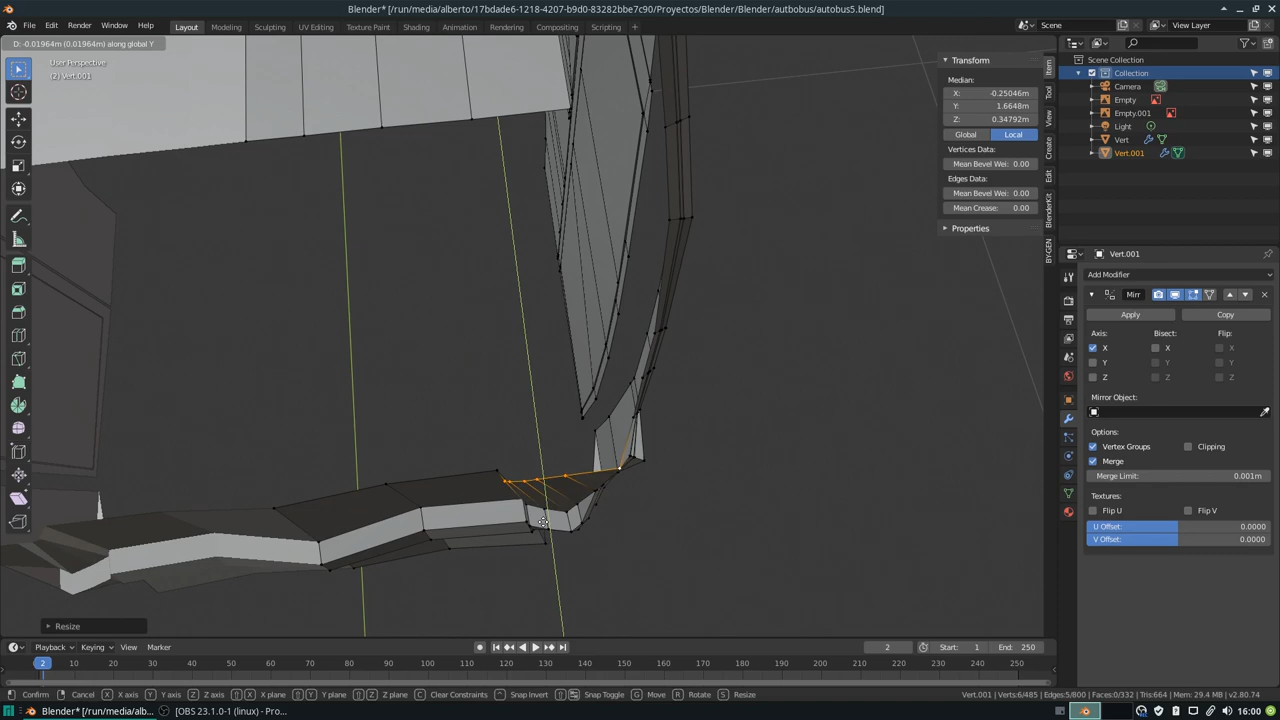 Blender* [/run/media/alberto/17bdade6-1218-4207-b9d0-83282bbe7c90/Proyectos/Blender/Blender/autbobus/autobus5.blend]
File Edit Render Window Help Layout Modeling Sculpting UV Editing Texture Paint Shading Animation Rendering Compositing Scripting + Scene View Layer
D: -0.01964m (0.01964m) along global Y
User Perspective
(2) Vert.001
Transform
Median:
X: -0.25046m
Y: 1.6648m
Z: 0.34792m
Global Local
Vertices Data:
Mean Bevel Wei: 0.00
Edges Data:
Mean Bevel Wei: 0.00
Mean Crease: 0.00
Properties
Item
Tool
View
Create
Edit
BlenderKit
BY-GEN
Scene Collection
Collection
Camera
Empty
Empty.001
Light
Vert
Vert.001
Vert.001
Add Modifier
Mirr
Apply Copy
Axis: Bisect: Flip:
X X X
Y Y Y
Z Z Z
Mirror Object:
Options:
Vertex Groups Clipping
Merge
Merge Limit: 0.001m
Textures:
Flip U Flip V
U Offset: 0.0000
V Offset: 0.0000
Resize
Playback Keying View Marker 2 Start: 1 End: 250
2 10 20 30 40 50 60 70 80 90 100 110 120 130 140 150 160 170 180 190 200 210 220 230 240 250
Confirm Cancel X X axis Y Y axis Z Z axis X X plane Y Y plane Z Z plane C Clear Constraints Snap Invert Snap Toggle G Move R Rotate S Resize Vert.001 | Verts:6/485 | Edges:5/800 | Faces:0/332 | Tris:664 | Mem: 29.4 MB | v2.80.74
Blender* [/run/media/alb... [OBS 23.1.0-1 (linux) - Pro... 16:00